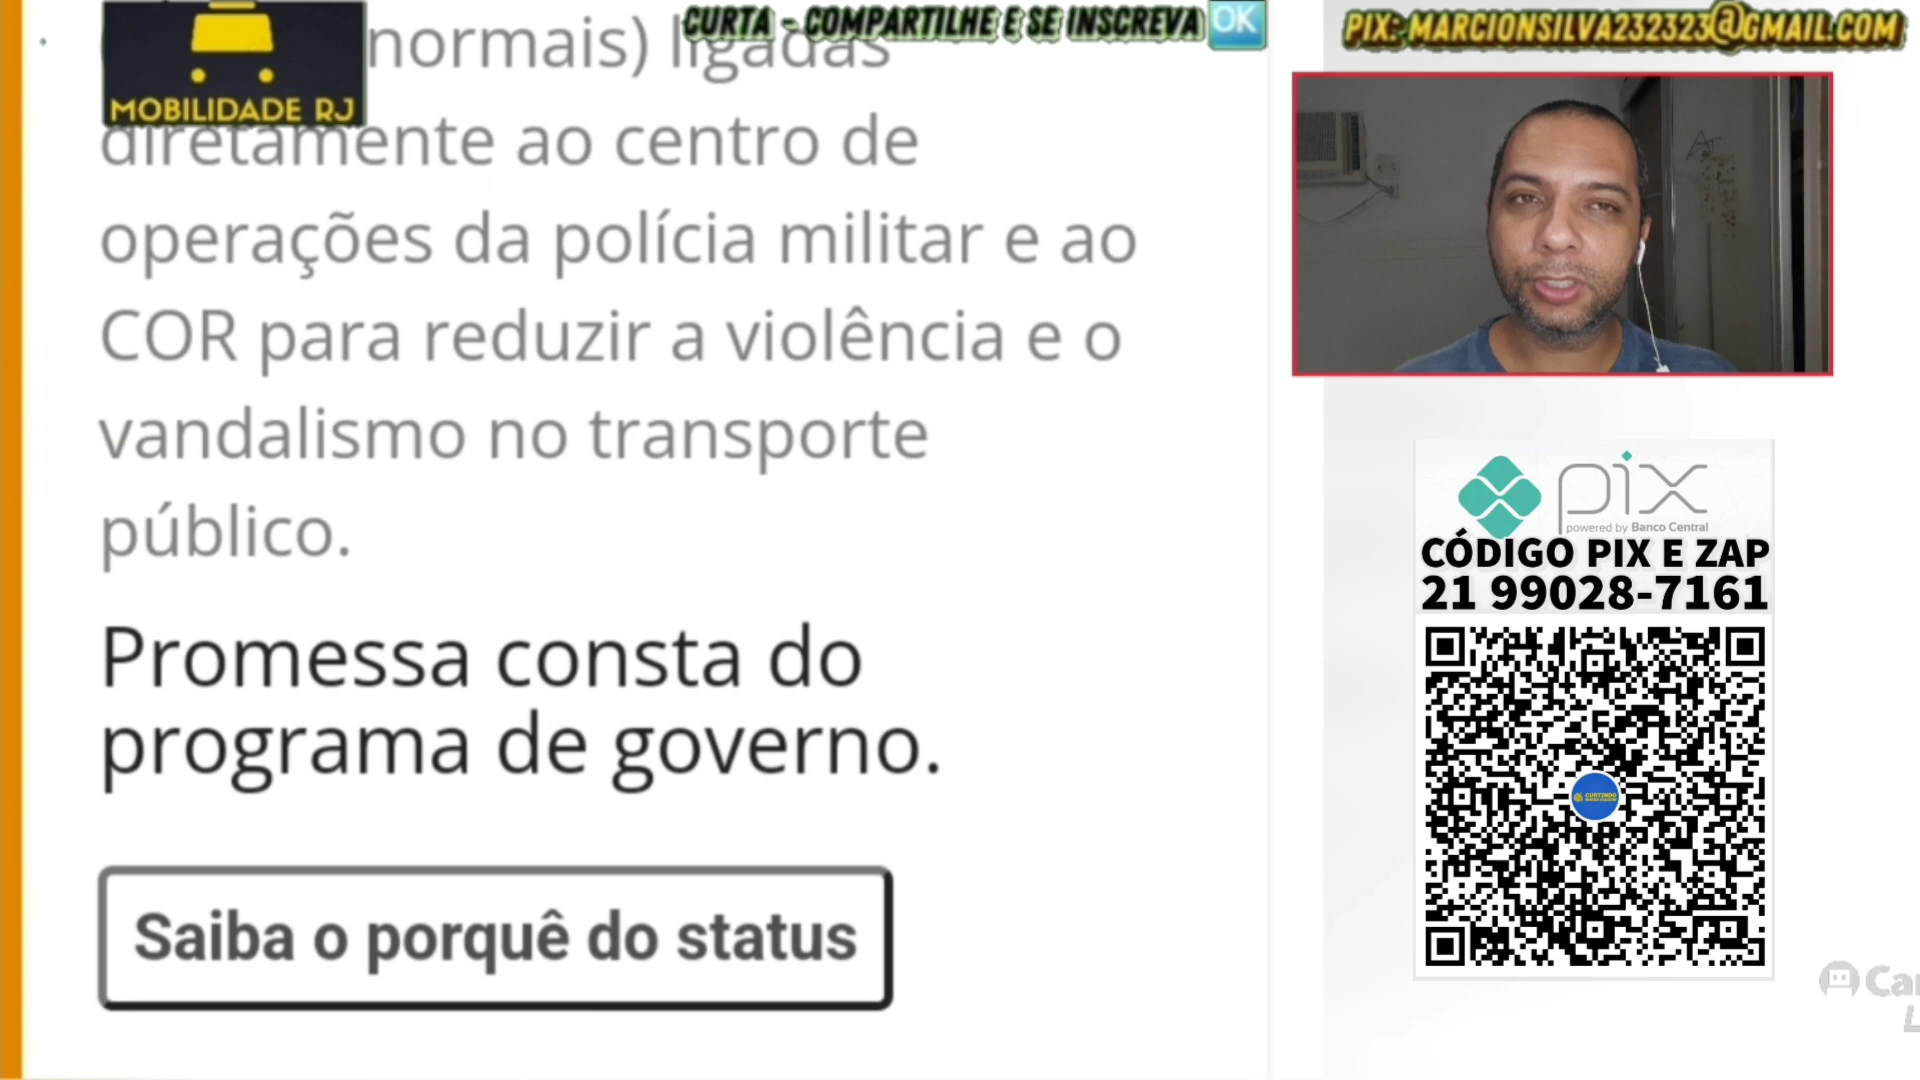 CURTA - COMPARTILHE E SE INSCREVA OK
PIX: MARCIONSILVA232323@GMAIL.COM
MOBILIDADE RJ
normais) ligadas
diretamente ao centro de
operações da polícia militar e ao
COR para reduzir a violência e o
vandalismo no transporte
público.
Promessa consta do
programa de governo.
Saiba o porquê do status
pix
powered by Banco Central
CÓDIGO PIX E ZAP
21 99028-7161
CURTINDO